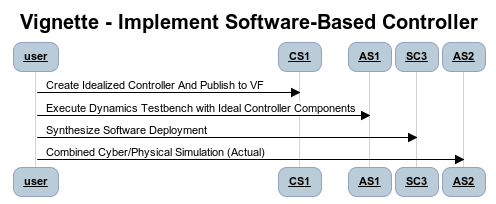 Vignette - Implement Software-Based Controller
user CS1 AS1 SC3 AS2
Create Idealized Controller And Publish to VF
Execute Dynamics Testbench with Ideal Controller Components
Synthesize Software Deployment
Combined Cyber/Physical Simulation (Actual)
user CS1 AS1 SC3 AS2